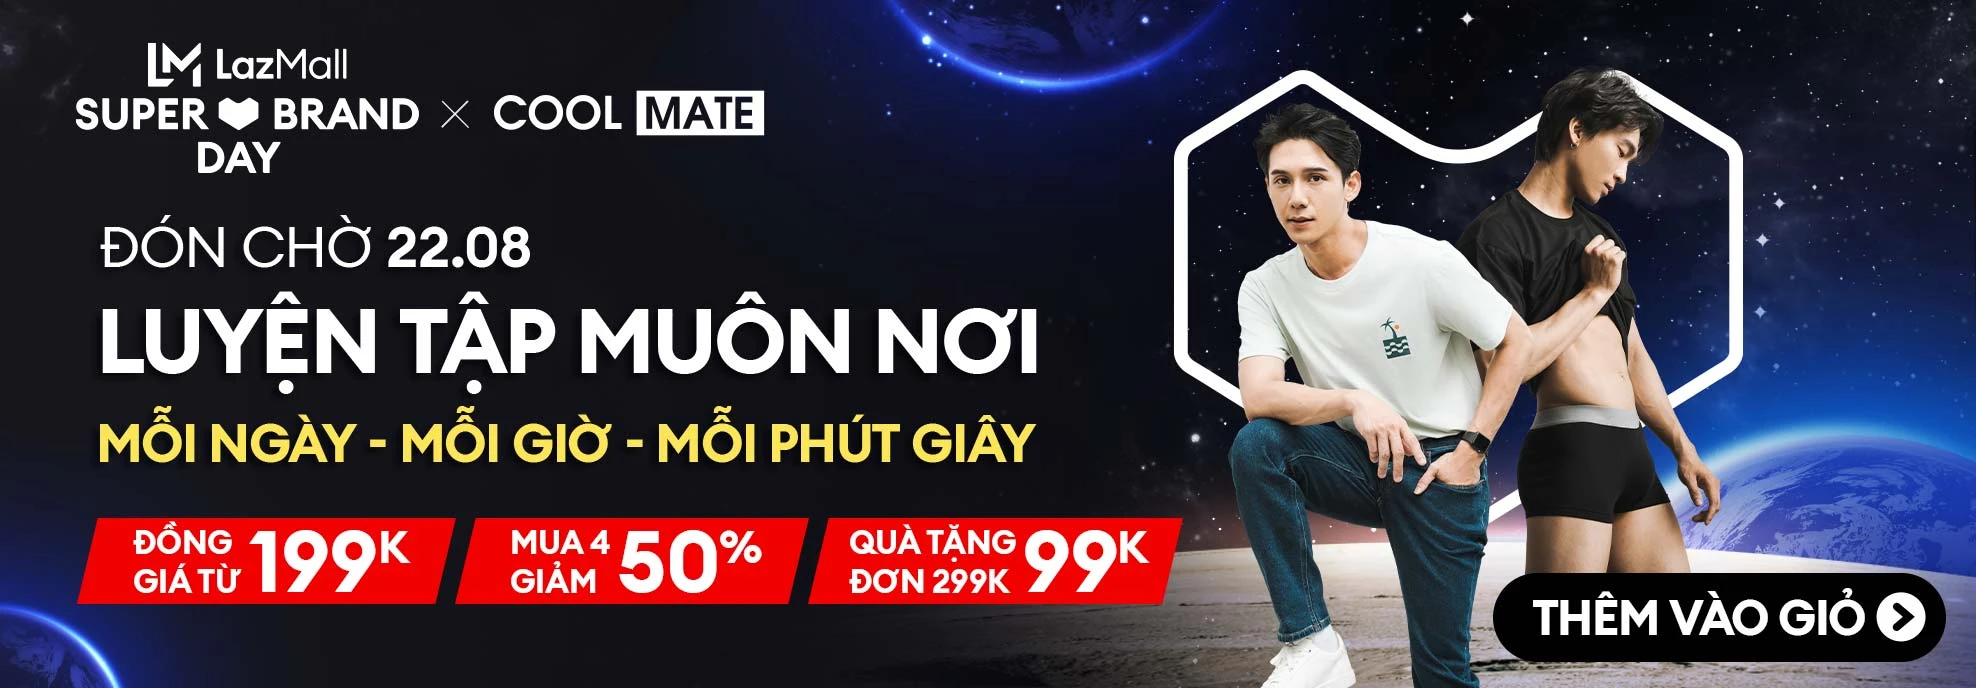 LM LazMall
SUPER BRAND DAY × COOL MATE
ĐÓN CHỜ 22.08
LUYỆN TẬP MUÔN NƠI
MỖI NGÀY - MỖI GIỜ - MỖI PHÚT GIÂY
ĐỒNG GIÁ TỪ 199K
MUA 4 GIẢM 50%
QUÀ TẶNG ĐƠN 299K 99K
THÊM VÀO GIỎ